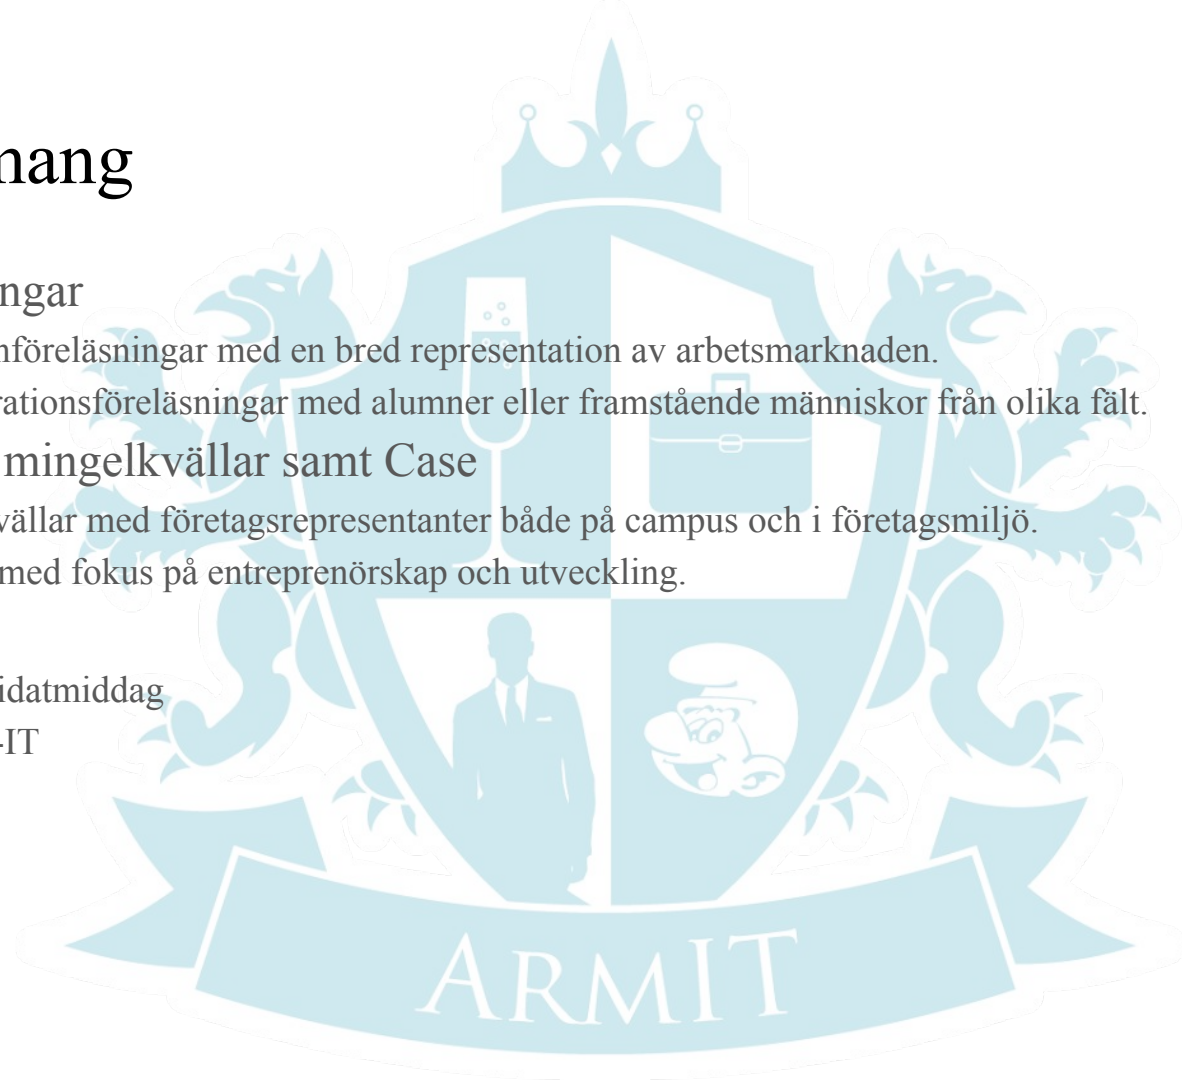 mang
ngar
nföreläsningar med en bred representation av arbetsmarknaden.
rationsföreläsningar med alumner eller framstående människor från olika fält.
mingelkvällar samt Case
vällar med företagsrepresentanter både på campus och i företagsmiljö.
med fokus på entreprenörskap och utveckling.
idatmiddag
-IT
ARMIT